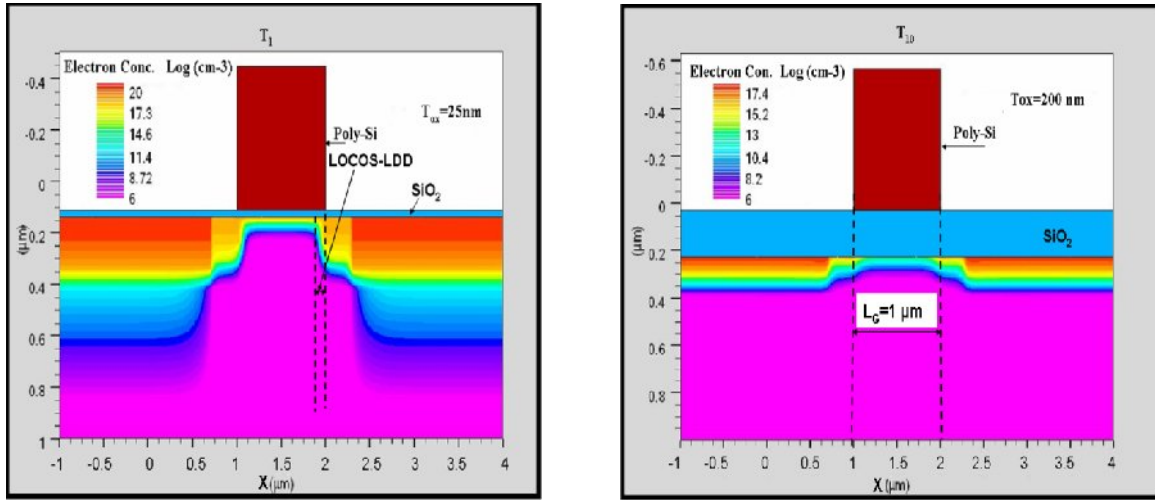 T1
Electron Conc. Log (cm-3)
20
17.3
14.6
11.4
8.72
6
Tox=25nm
Poly-Si
LOCOS-LDD
SiO2
-0.4
-0.2
0
0.2
0.4
0.6
0.8
1
(μm)
-1 -0.5 0 0.5 1 1.5 2 2.5 3 3.5 4
X(μm)
T10
Electron Con. Log (cm-3)
17.4
15.2
13
10.4
8.2
6
Tox=200 nm
Poly-Si
SiO2
LG=1 μm
-0.6
-0.4
-0.2
0
0.2
0.4
0.6
0.8
(μm)
-1 -0.5 0 0.5 1 1.5 2 2.5 3 3.5 4
X(μm)